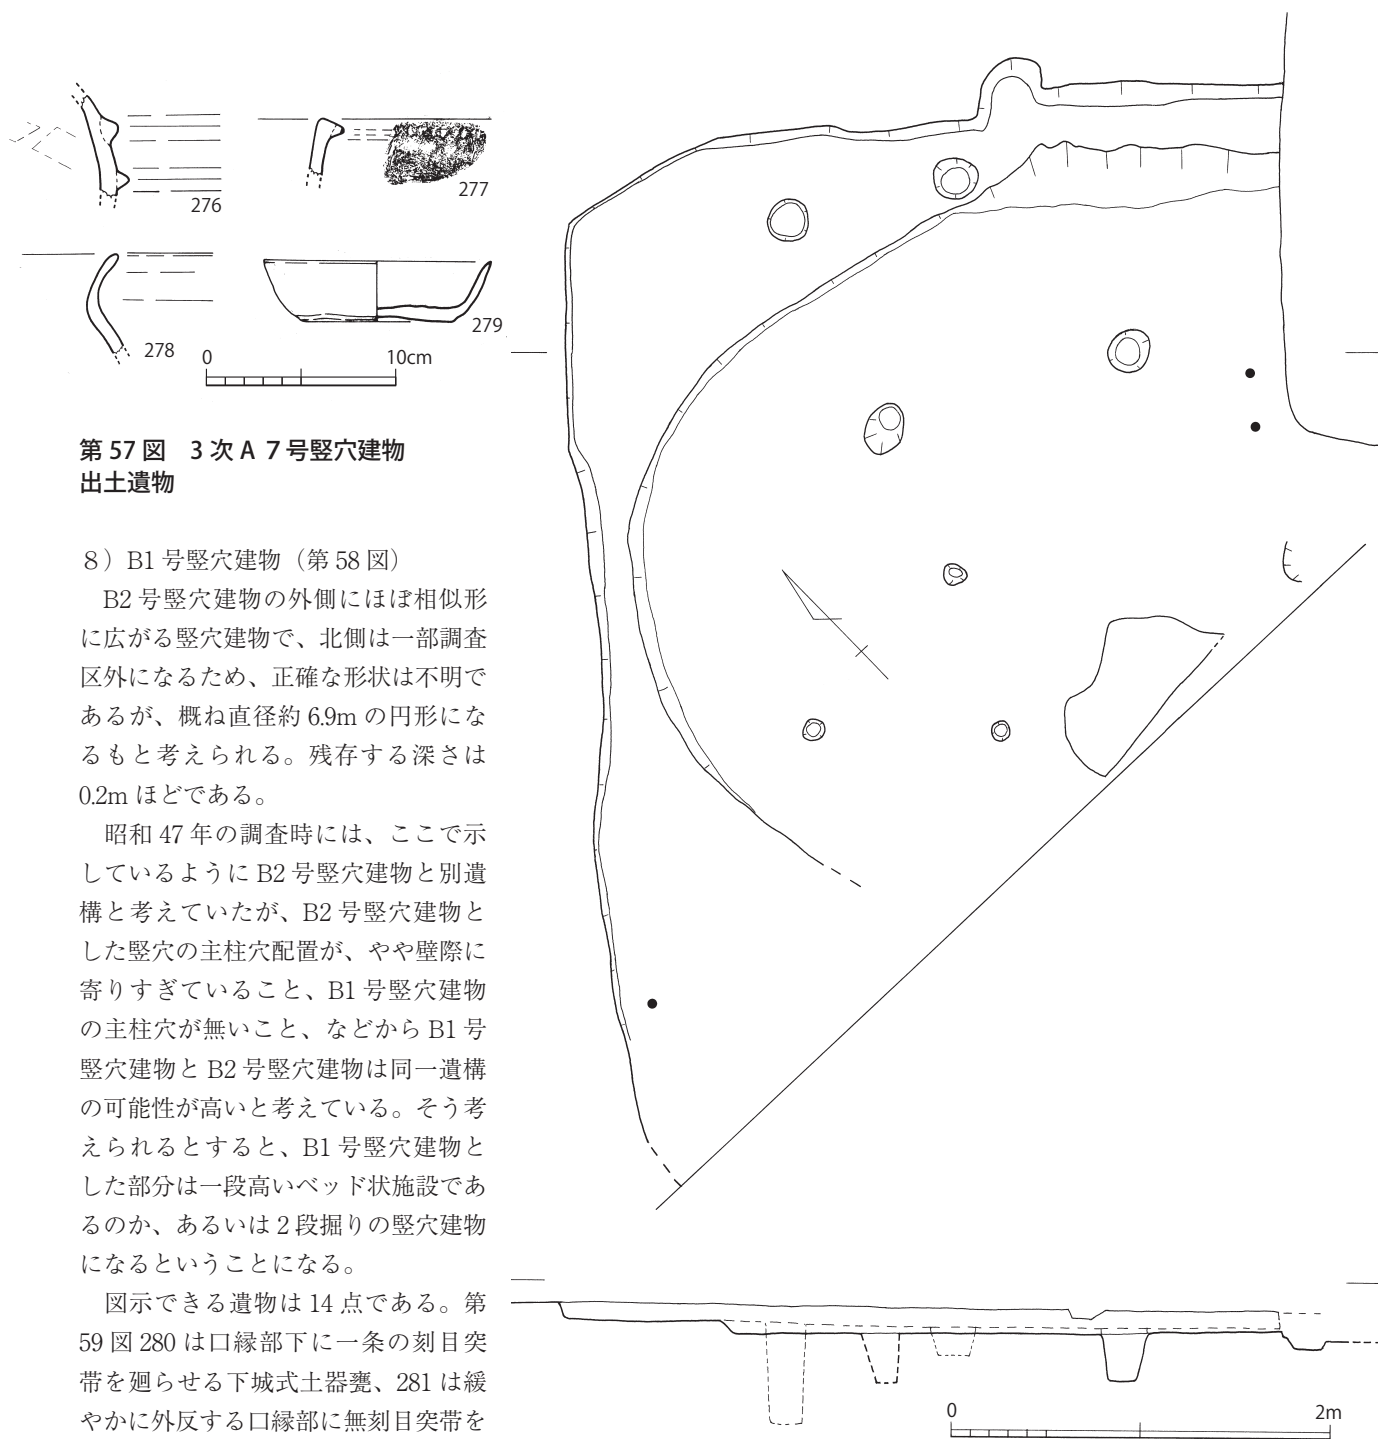 276
277
278
279
0 10cm
第 57 図　3 次 A ７号竪穴建物
出土遺物
８）B1 号竪穴建物（第 58 図）
B2 号竪穴建物の外側にほぼ相似形
に広がる竪穴建物で、北側は一部調査
区外になるため、正確な形状は不明で
あるが、概ね直径約 6.9m の円形にな
るもと考えられる。残存する深さは
0.2m ほどである。
昭和 47 年の調査時には、ここで示
しているように B2 号竪穴建物と別遺
構と考えていたが、B2 号竪穴建物と
した竪穴の主柱穴配置が、やや壁際に
寄りすぎていること、B1 号竪穴建物
の主柱穴が無いこと、などから B1 号
竪穴建物と B2 号竪穴建物は同一遺構
の可能性が高いと考えている。そう考
えられるとすると、B1 号竪穴建物と
した部分は一段高いベッド状施設であ
るのか、あるいは２段掘りの竪穴建物
になるということになる。
図示できる遺物は 14 点である。第
59 図 280 は口縁部下に一条の刻目突
帯を廻らせる下城式土器甕、281 は緩
やかに外反する口縁部に無刻目突帯を
0 2m